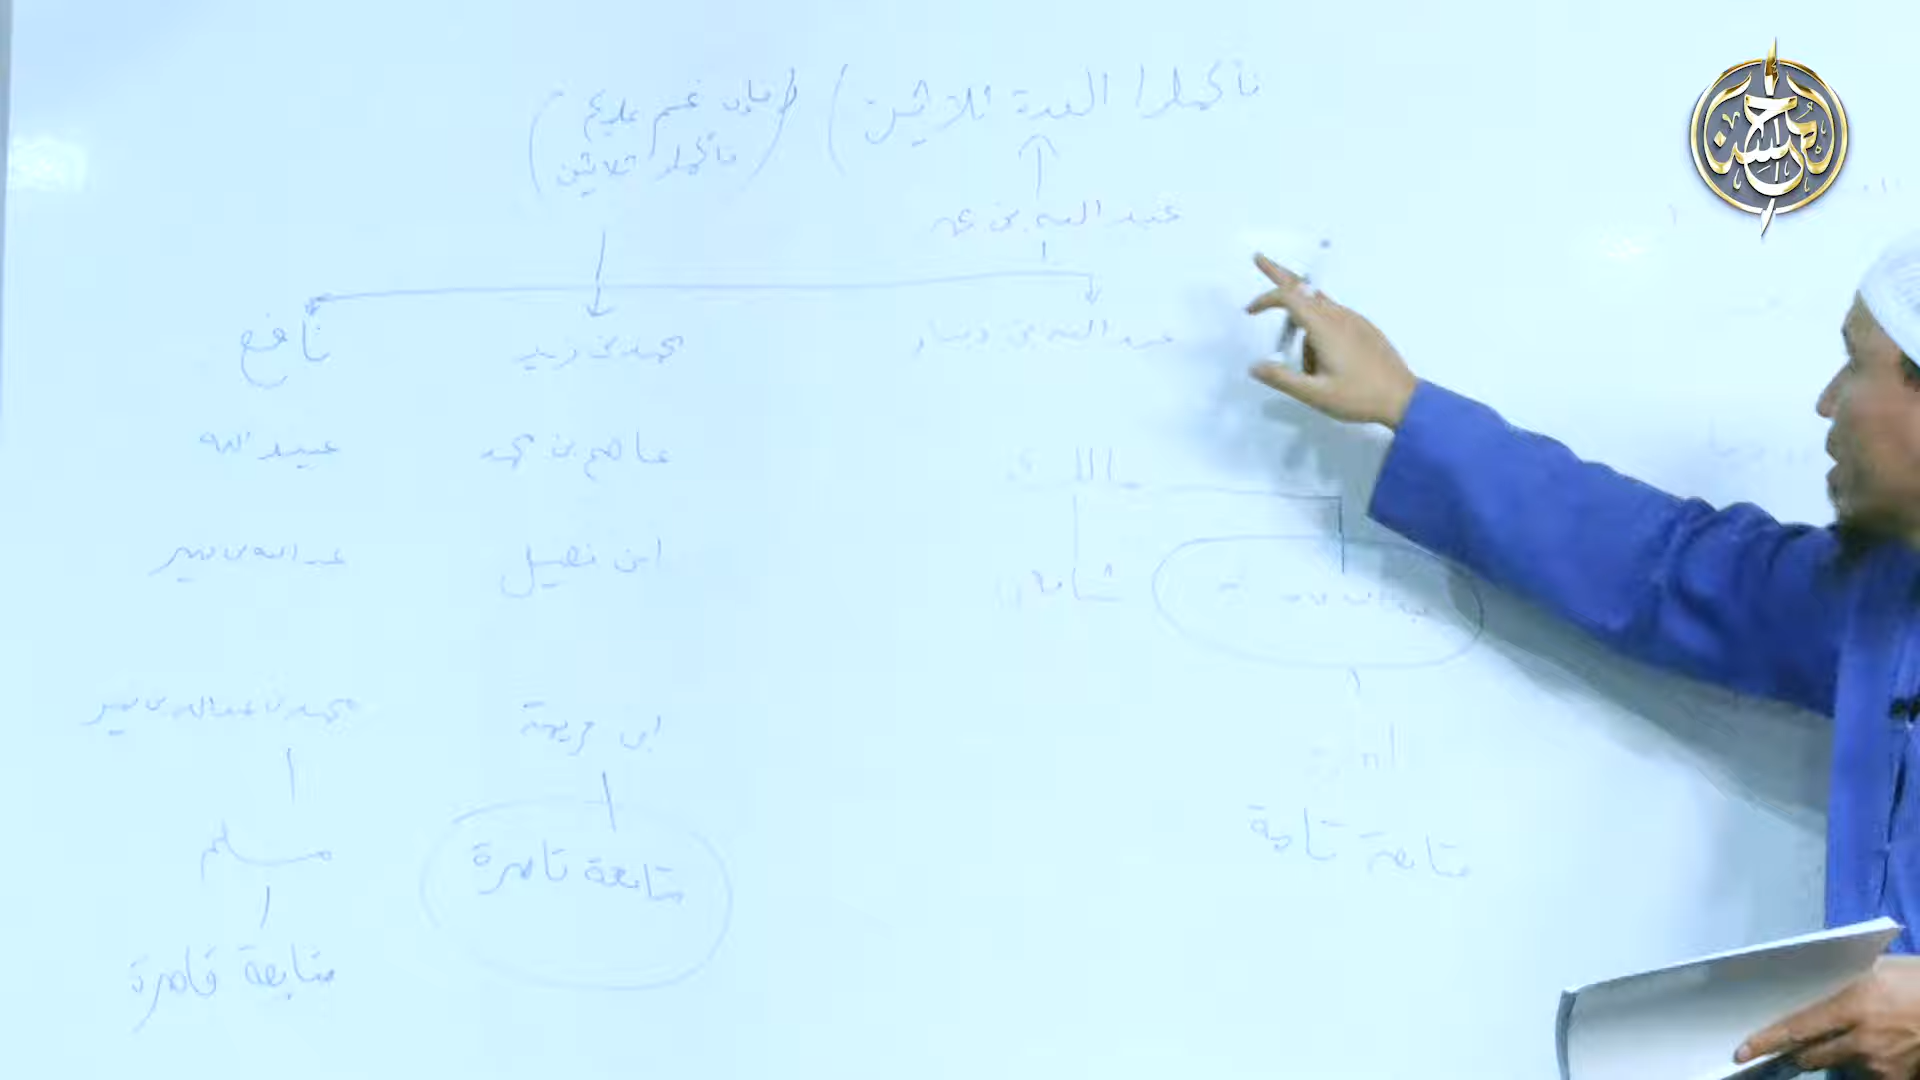 فأكملوا العدة ثلاثين)
(فإن غم عليكم
فأكملوا ثلاثين)
عبد الله بن عمر
عبد الله بن دينار
محمد بن زيد
نافع
عاصم بن محمد
عبيد الله
ابن فضيل
عبد الله بن نمير
ابن خزيمة
محمد بن عبد الله بن نمير
متابعة تامة
متابعة قاصرة
مسلم
متابعة قاصرة